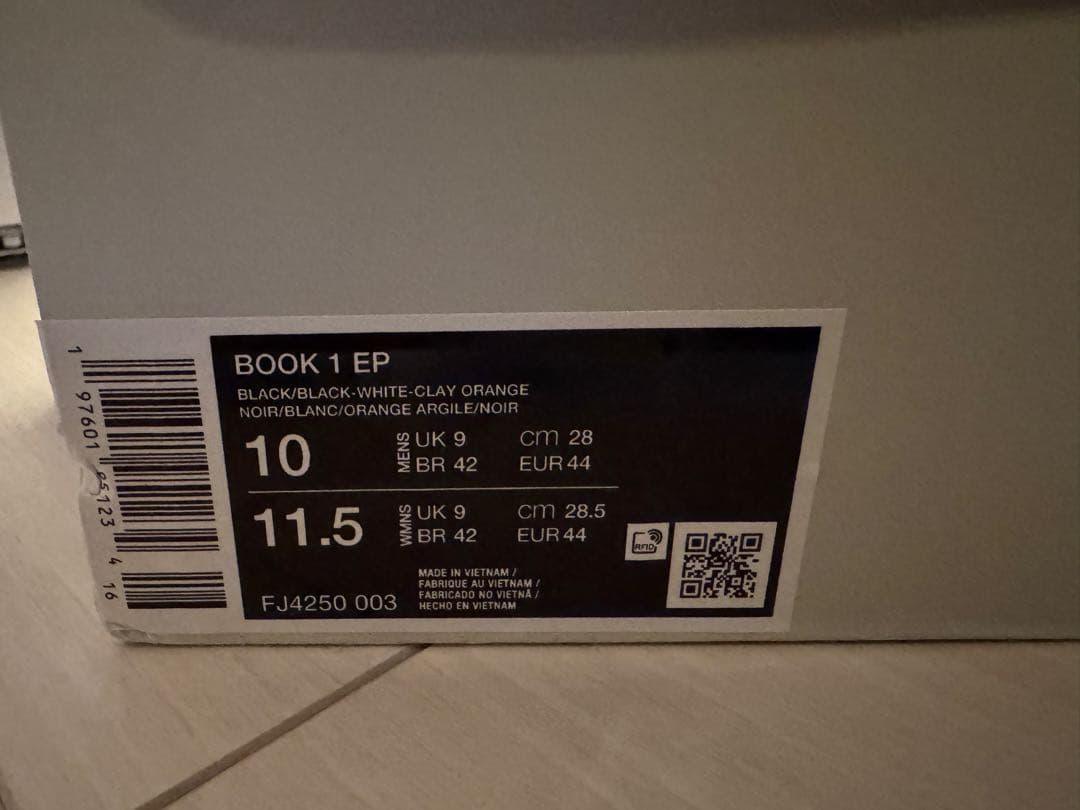 BOOK 1 EP
BLACK/BLACK-WHITE-CLAY ORANGE
NOIR/BLANC/ORANGE ARGILE/NOIR
10 MENS UK 9 CM 28
BR 42 EUR 44
11.5 WMNS UK 9 CM 28.5
BR 42 EUR 44
RFID
MADE IN VIETNAM /
FABRIQUE AU VIETNAM /
FABRICADO NO VIETNÃ /
HECHO EN VIETNAM
FJ4250 003
1 97601 95123 4 16